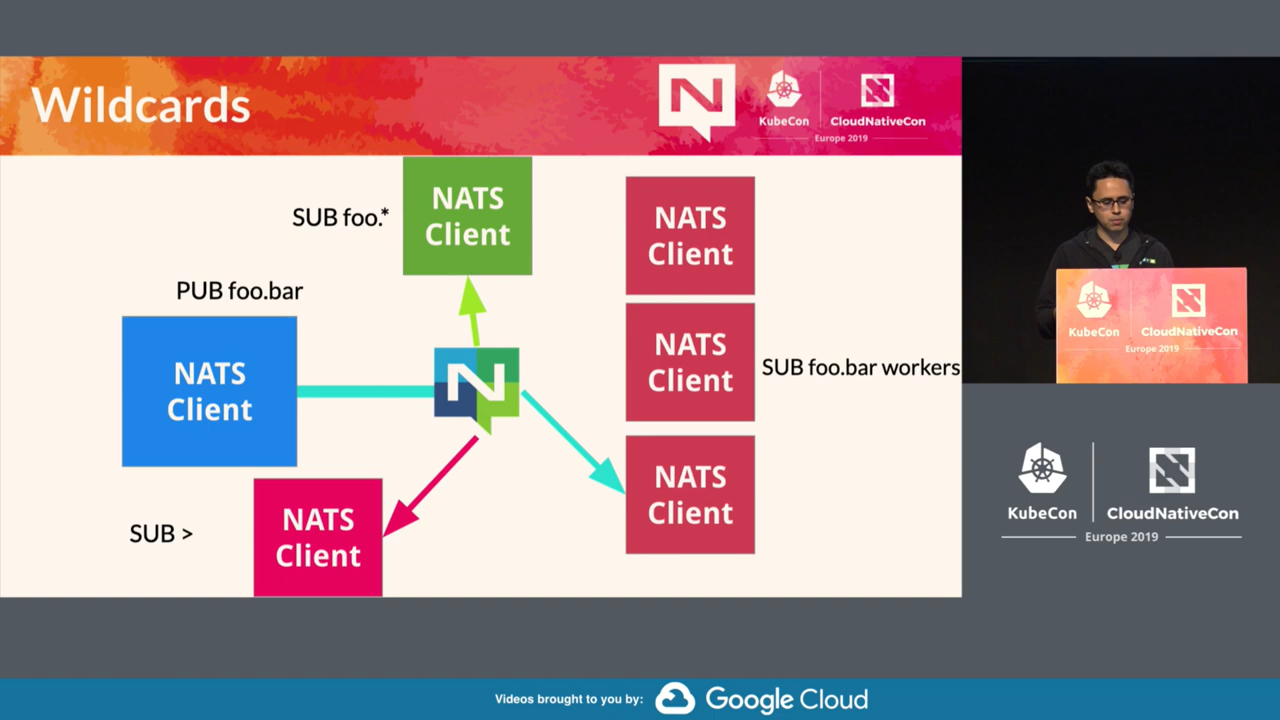 Wildcards
N
KubeCon
CloudNativeCon
Europe 2019
SUB foo.*
NATS
Client
NATS
Client
PUB foo.bar
NATS
Client
NATS
Client
SUB foo.bar workers
N
NATS
Client
SUB >
NATS
Client
KubeCon
CloudNativeCon
Europe 2019
KubeCon
CloudNativeCon
Europe 2019
Videos brought to you by:
Google Cloud